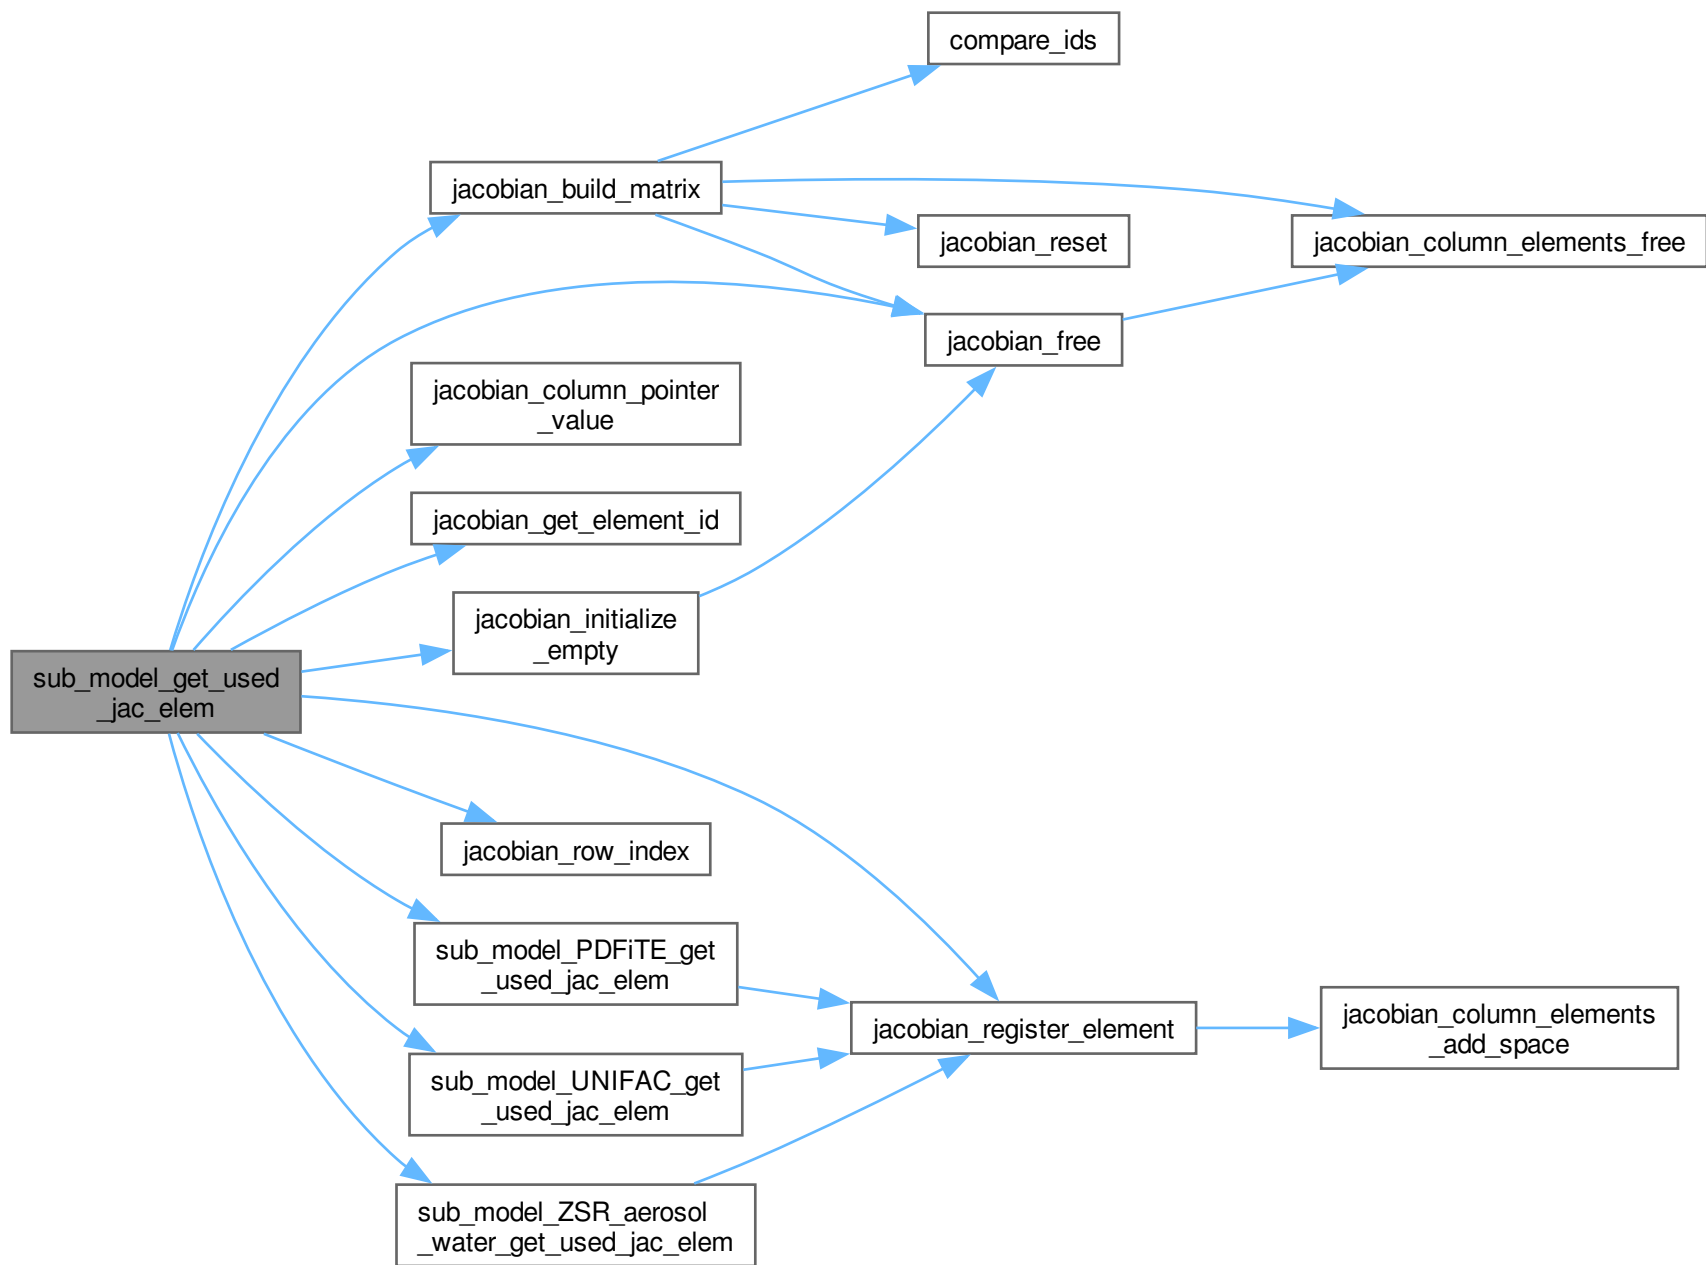 compare_ids
jacobian_build_matrix
jacobian_reset
jacobian_column_elements_free
jacobian_free
jacobian_column_pointer
_value
jacobian_get_element_id
jacobian_initialize
_empty
sub_model_get_used
_jac_elem
jacobian_row_index
sub_model_PDFiTE_get
_used_jac_elem
jacobian_register_element
jacobian_column_elements
_add_space
sub_model_UNIFAC_get
_used_jac_elem
sub_model_ZSR_aerosol
_water_get_used_jac_elem